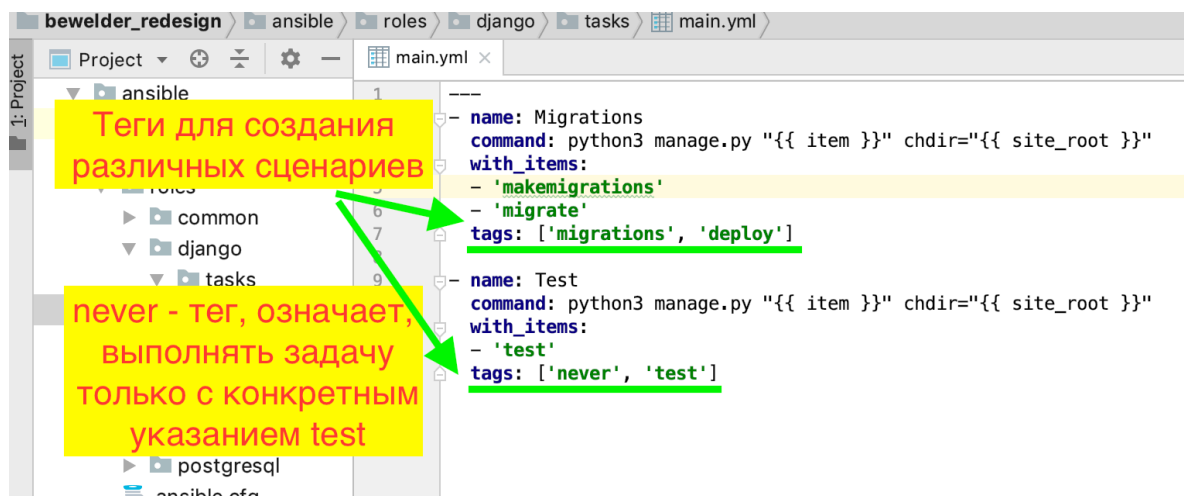 bewelder_redesign ansible roles django tasks main.yml
1: Project
Project
main.yml
ansible
Теги для создания
различных сценариев
roles
common
django
tasks
never - тег, означает,
выполнять задачу
только с конкретным
указанием test
postgresql
ansible.cfg
1 ---
- name: Migrations
command: python3 manage.py "{{ item }}" chdir="{{ site_root }}"
with_items:
- 'makemigrations'
6 - 'migrate'
7 tags: ['migrations', 'deploy']
9 - name: Test
command: python3 manage.py "{{ item }}" chdir="{{ site_root }}"
with_items:
- 'test'
tags: ['never', 'test']